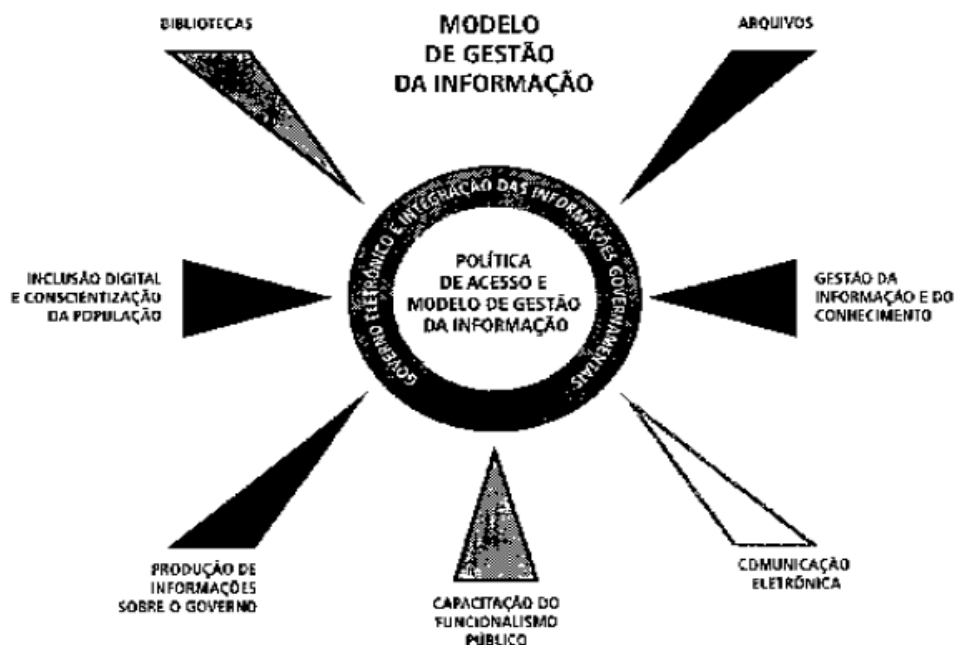 BIBLIOTECAS
MODELO
DE GESTÃO
DA INFORMAÇÃO
ARQUIVOS
GOVERNO ELETRÔNICO E INTEGRAÇÃO DAS INFORMAÇÕES GOVERNAMENTAIS
POLÍTICA
DE ACESSO E
MODELO DE GESTÃO
DA INFORMAÇÃO
INCLUSÃO DIGITAL
E CONSCIENTIZAÇÃO
DA POPULAÇÃO
GESTÃO DA
INFORMAÇÃO E DO
CONHECIMENTO
PRODUÇÃO DE
INFORMAÇÕES
SOBRE O GOVERNO
CAPACITAÇÃO DO
FUNCIONALISMO
PÚBLICO
COMUNICAÇÃO
ELETRÔNICA